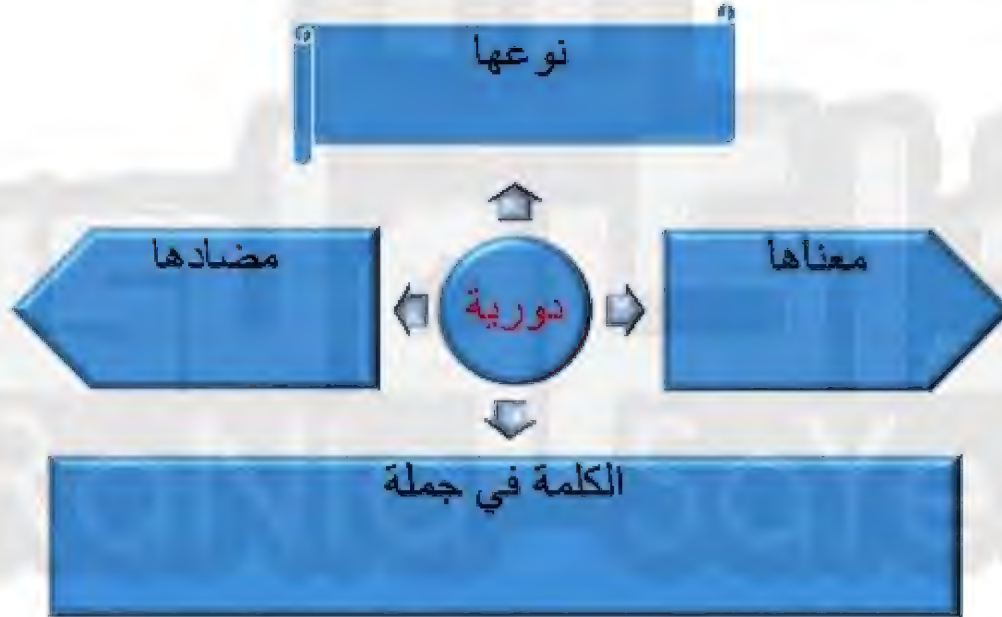 نوعها
معناها
دورية
مضادها
الكلمة في جملة